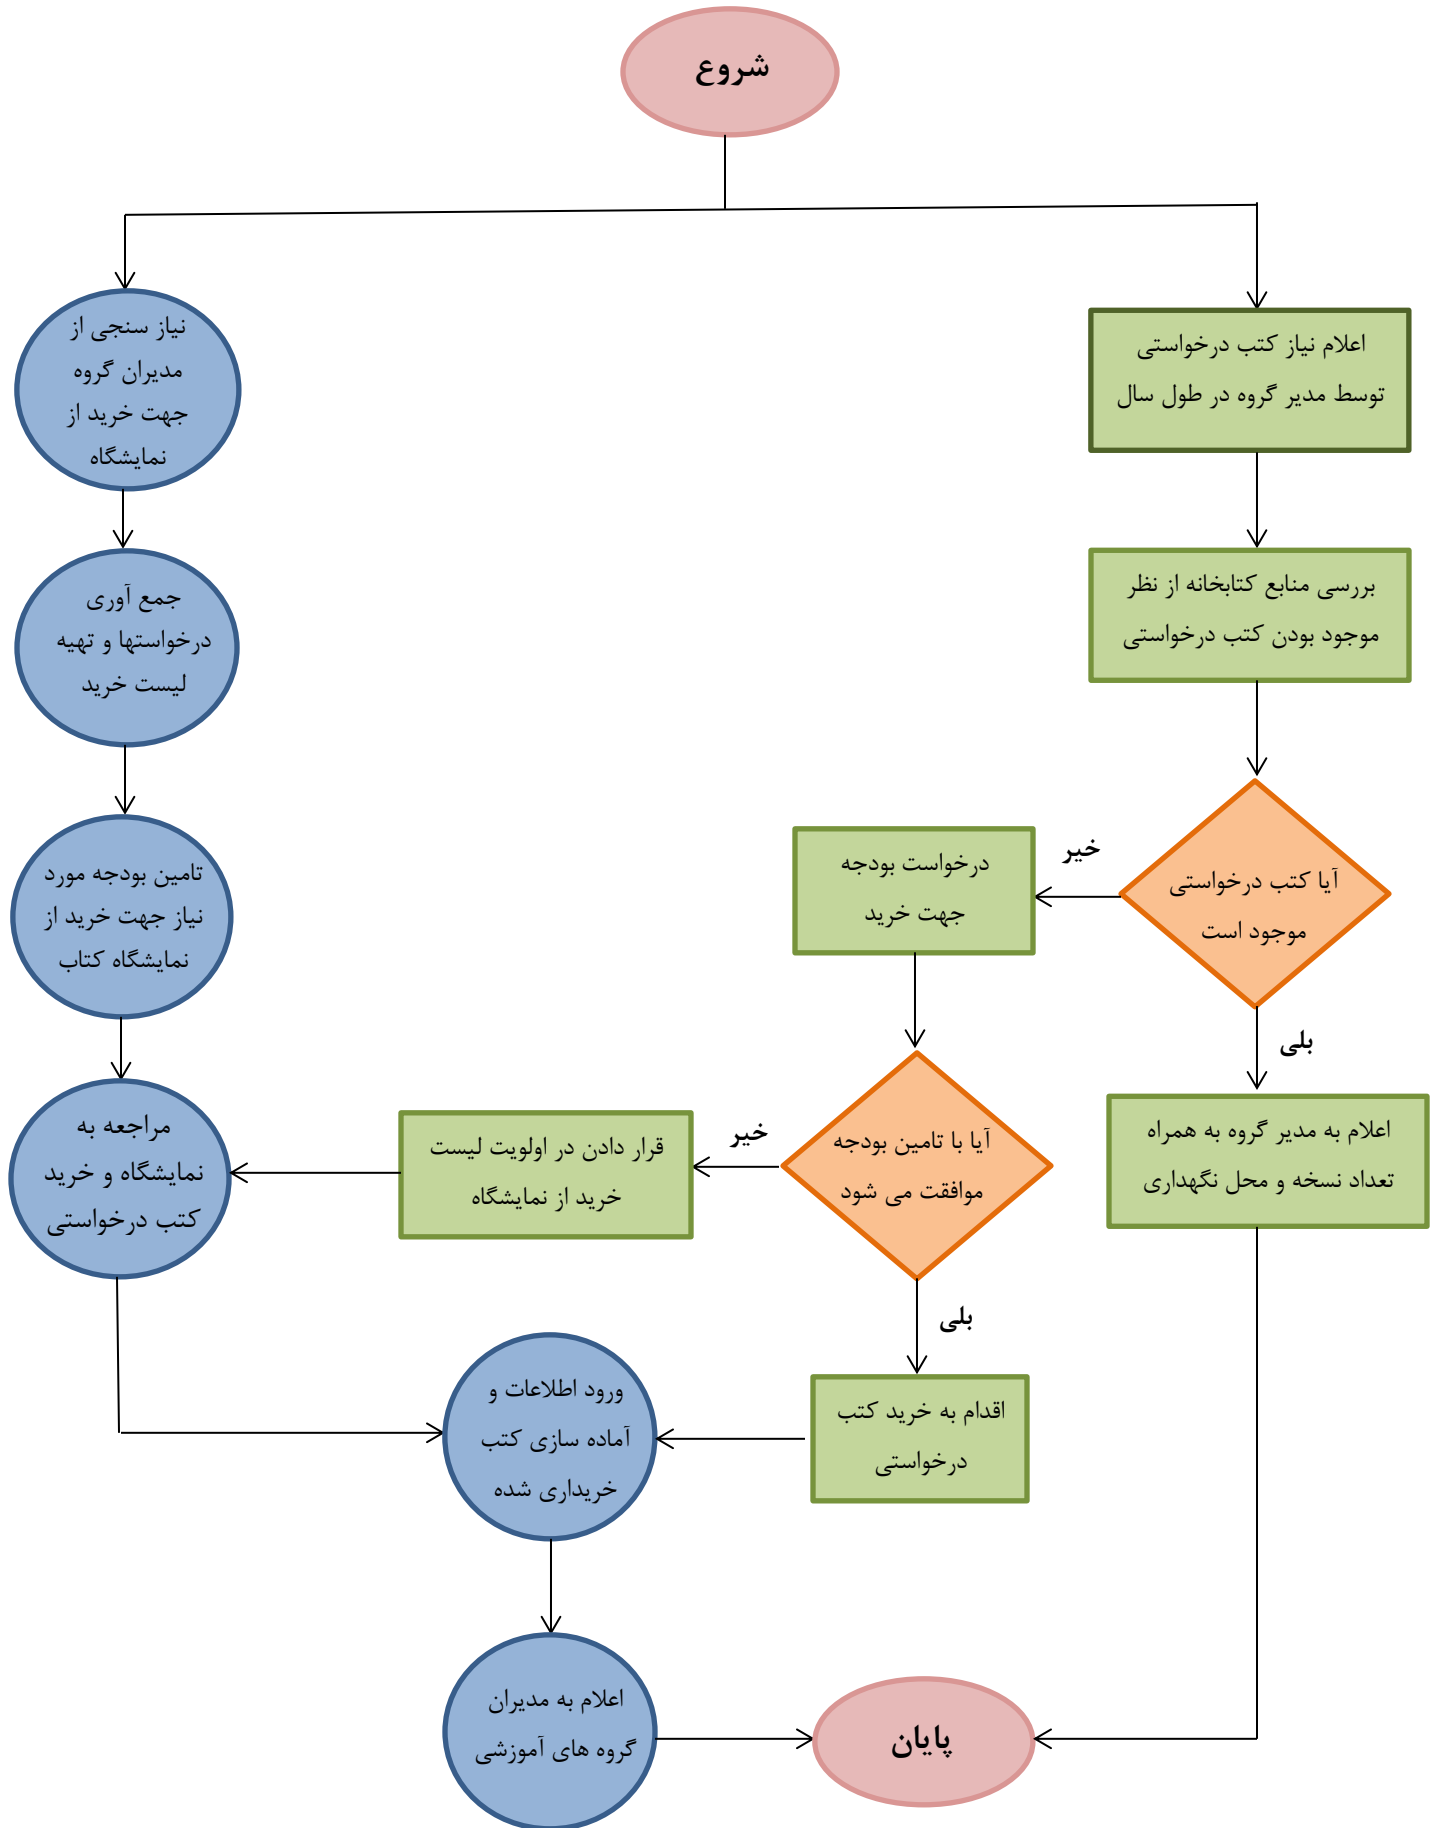 شروع
اعلام نیاز کتب درخواستی
توسط مدیر گروه در طول سال
بررسی منابع کتابخانه از نظر
موجود بودن کتب درخواستی
آیا کتب درخواستی
موجود است
خیر
بلی
اعلام به مدیر گروه به همراه
تعداد نسخه و محل نگهداری
درخواست بودجه
جهت خرید
آیا با تامین بودجه
موافقت می شود
خیر
بلی
قرار دادن در اولویت لیست
خرید از نمایشگاه
اقدام به خرید کتب
درخواستی
نیاز سنجی از
مدیران گروه
جهت خرید از
نمایشگاه
جمع آوری
درخواستها و تهیه
لیست خرید
تامین بودجه مورد
نیاز جهت خرید از
نمایشگاه کتاب
مراجعه به
نمایشگاه و خرید
کتب درخواستی
ورود اطلاعات و
آماده سازی کتب
خریداری شده
اعلام به مدیران
گروه های آموزشی
پایان